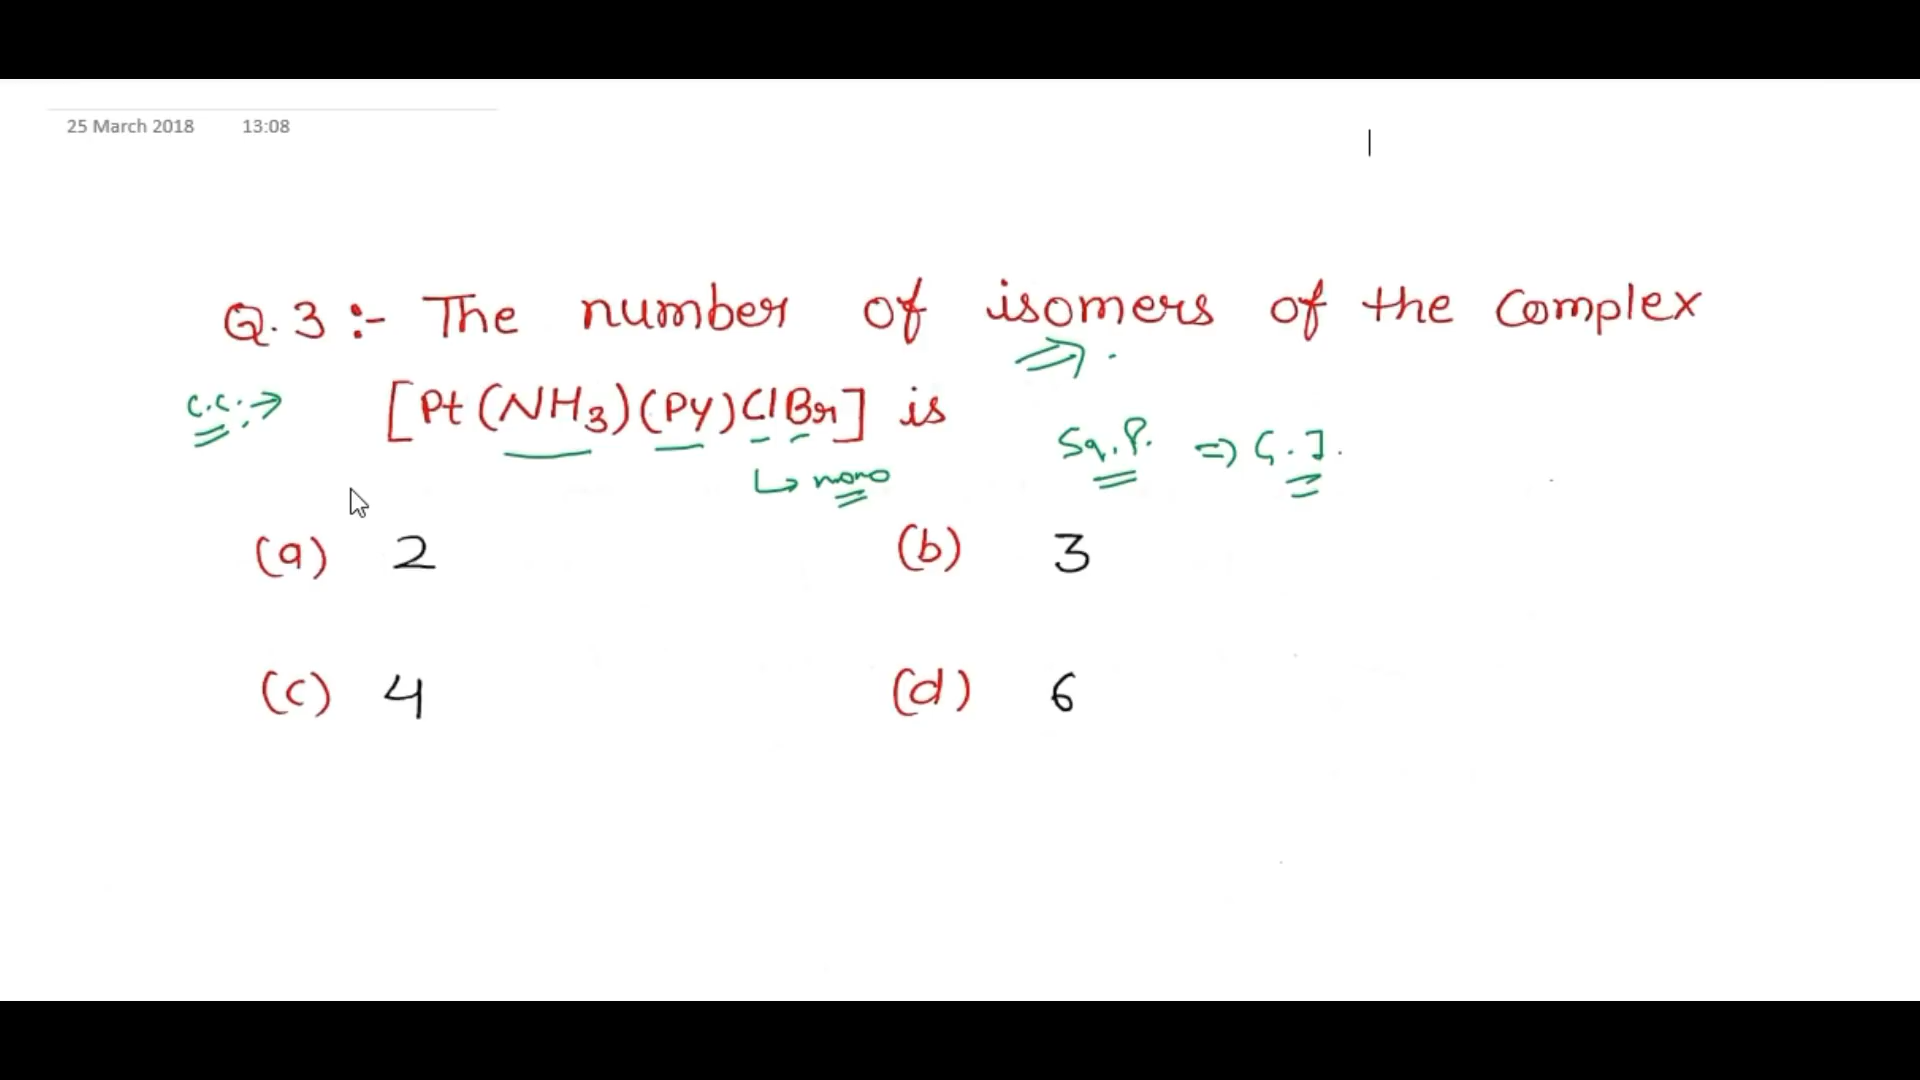 25 March 2018 13:08
Q.3 :- The number of isomers of the complex
C.C. → [Pt(NH3)(Py)ClBr] is
Sq. P. ⇒ G.I.
↳ mono
(a) 2 (b) 3
(c) 4 (d) 6